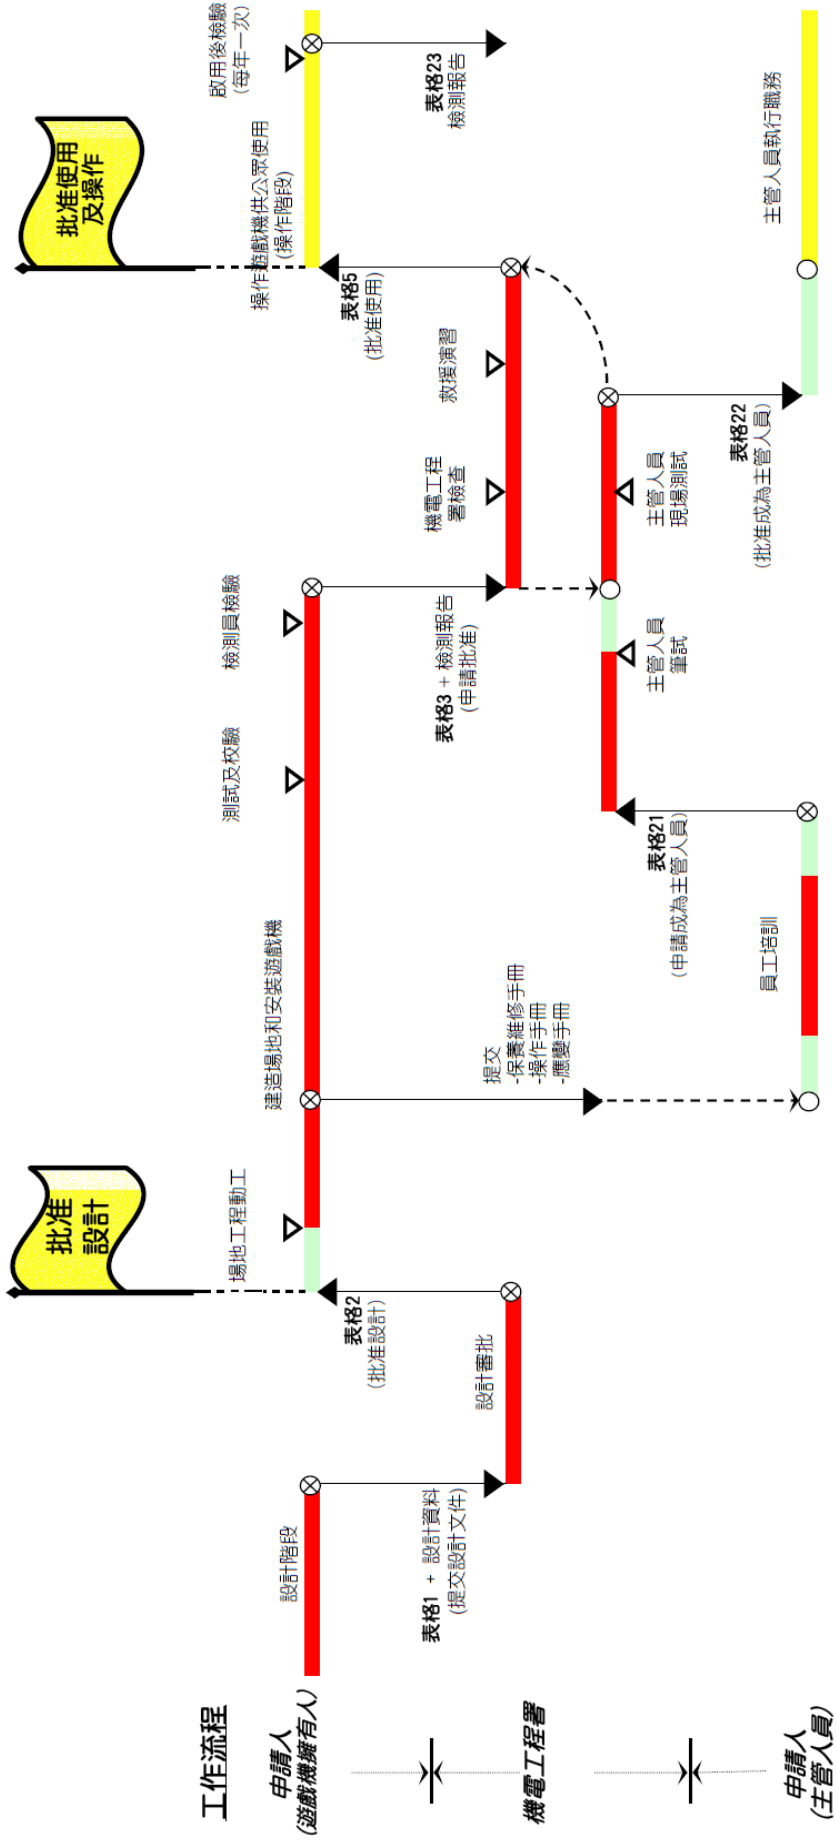 工作流程
申請人
(遊戲機擁有人)
機電工程署
申請人
(主管人員)
批准
設計
批准使用
及操作
設計階段
表格1 + 設計資料
(提交設計文件)
設計審批
表格2
(批准設計)
場地工程動工
建造場地和安裝遊戲機
提交
-保養維修手冊
-操作手冊
-應變手冊
員工培訓
表格21
(申請成為主管人員)
測試及校驗
檢測員檢驗
表格3 + 檢測報告
(申請批准)
主管人員
筆試
機電工程
署檢查
主管人員
現場測試
救援演習
表格22
(批准成為主管人員)
表格5
(批准使用)
操作遊戲機供公眾使用
(操作階段)
主管人員執行職務
啟用後檢驗
(每年一次)
表格23
檢測報告